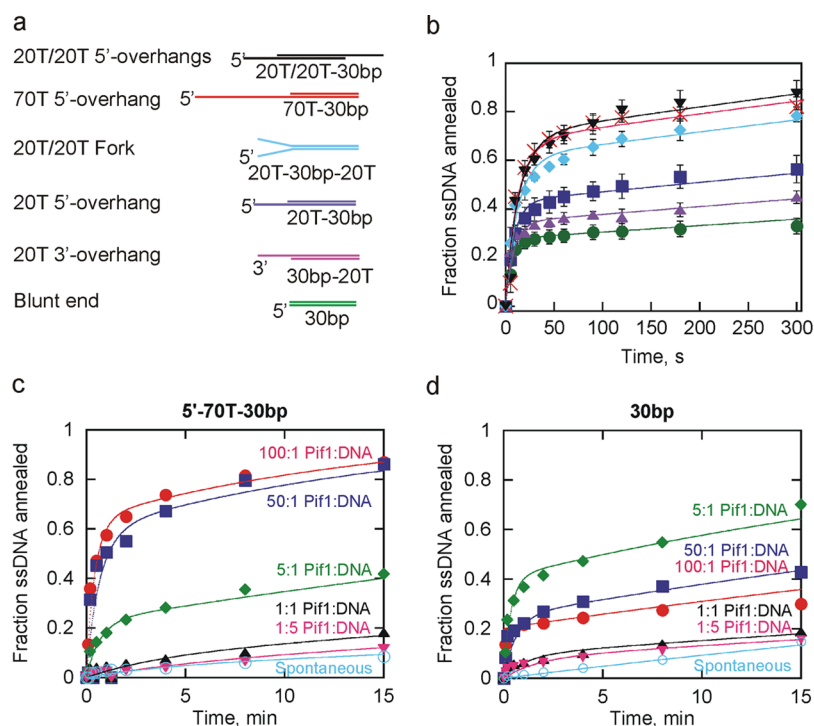 a
20T/20T 5'-overhangs
5'
20T/20T-30bp
70T 5'-overhang
5'
70T-30bp
20T/20T Fork
5'
20T-30bp-20T
20T 5'-overhang
5'
20T-30bp
20T 3'-overhang
3'
30bp-20T
Blunt end
5'
30bp
b
Fraction ssDNA annealed
1
0.8
0.6
0.4
0.2
0
0 50 100 150 200 250 300
Time, s
c
5'-70T-30bp
Fraction ssDNA annealed
1
0.8
0.6
0.4
0.2
0
100:1 Pif1:DNA
50:1 Pif1:DNA
5:1 Pif1:DNA
1:1 Pif1:DNA
1:5 Pif1:DNA
Spontaneous
0 5 10 15
Time, min
d
30bp
Fraction ssDNA annealed
1
0.8
0.6
0.4
0.2
0
5:1 Pif1:DNA
50:1 Pif1:DNA
100:1 Pif1:DNA
1:1 Pif1:DNA
1:5 Pif1:DNA
Spontaneous
0 5 10 15
Time, min